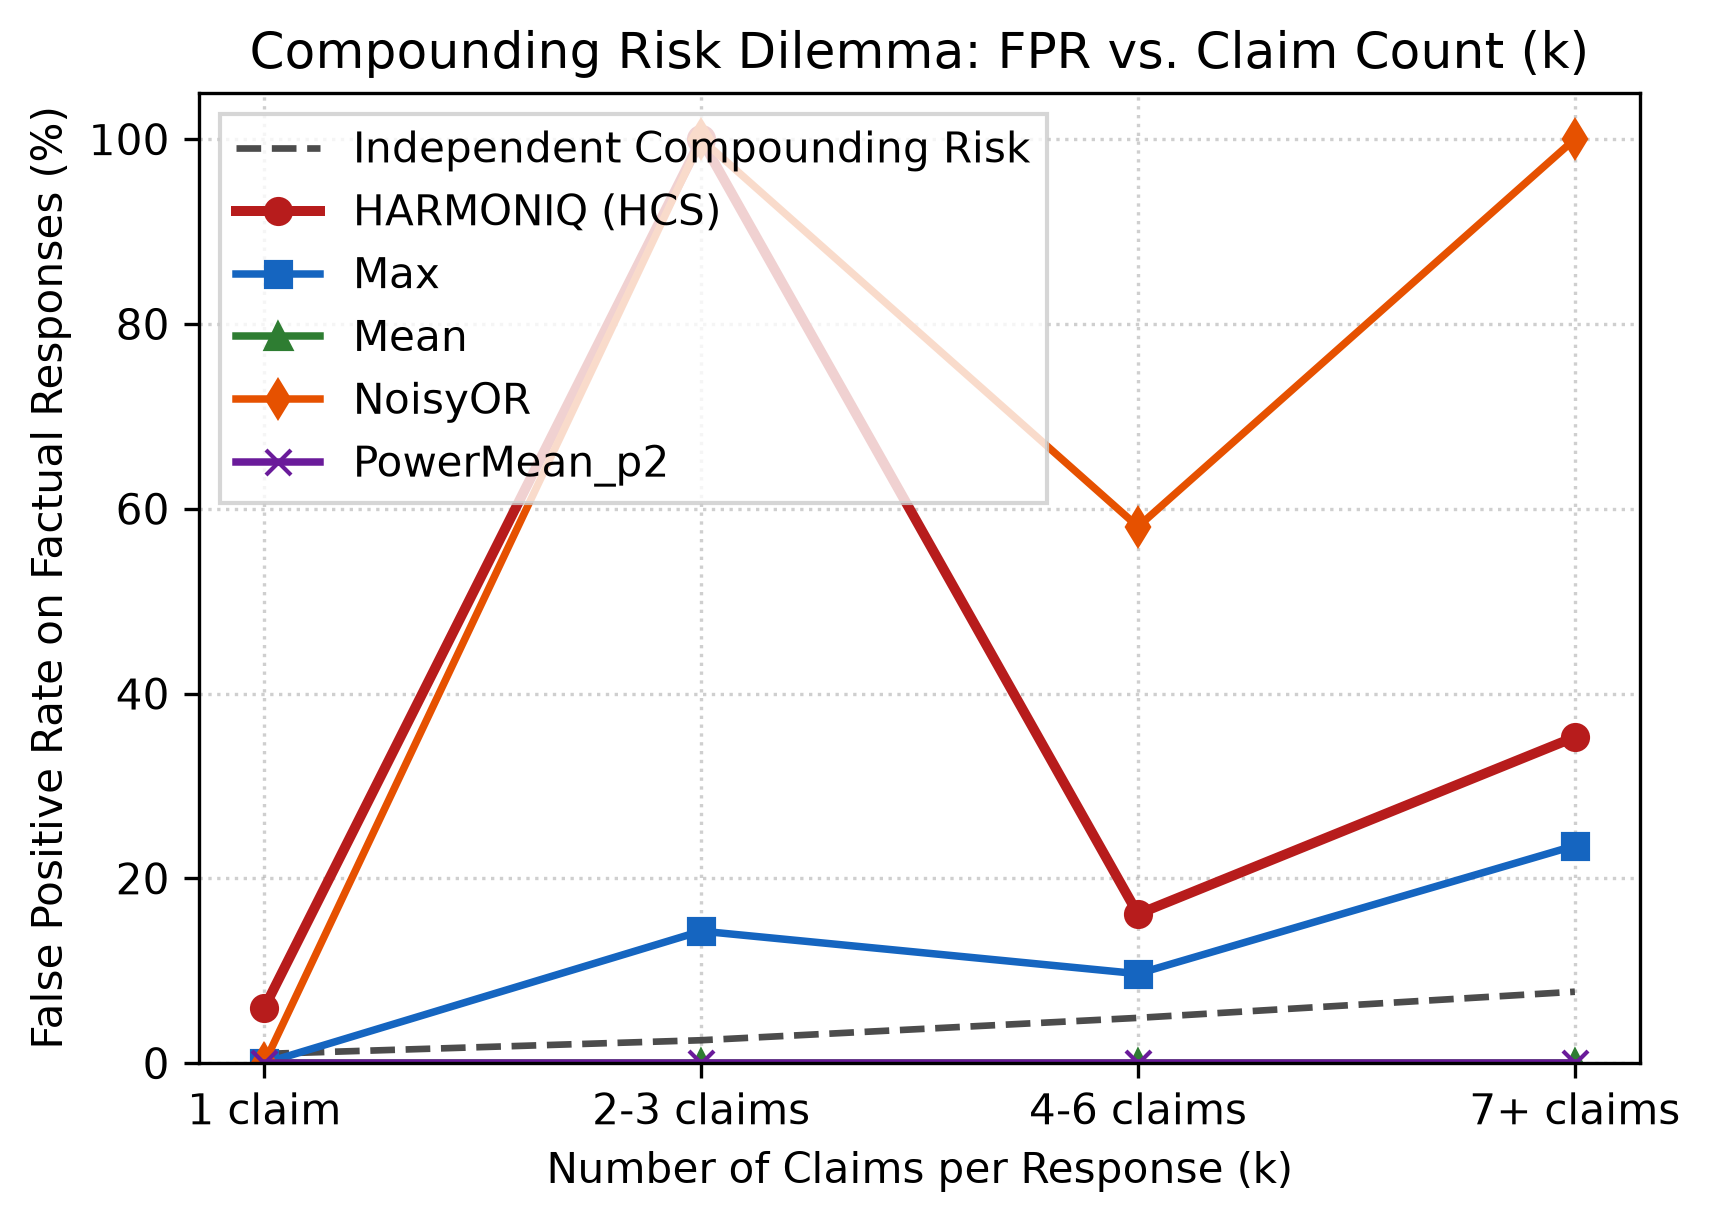 Compounding Risk Dilemma: FPR vs. Claim Count (k)
False Positive Rate on Factual Responses (%)
100
80
60
40
20
0
Independent Compounding Risk
HARMONIQ (HCS)
Max
Mean
NoisyOR
PowerMean_p2
1 claim
2-3 claims
4-6 claims
7+ claims
Number of Claims per Response (k)